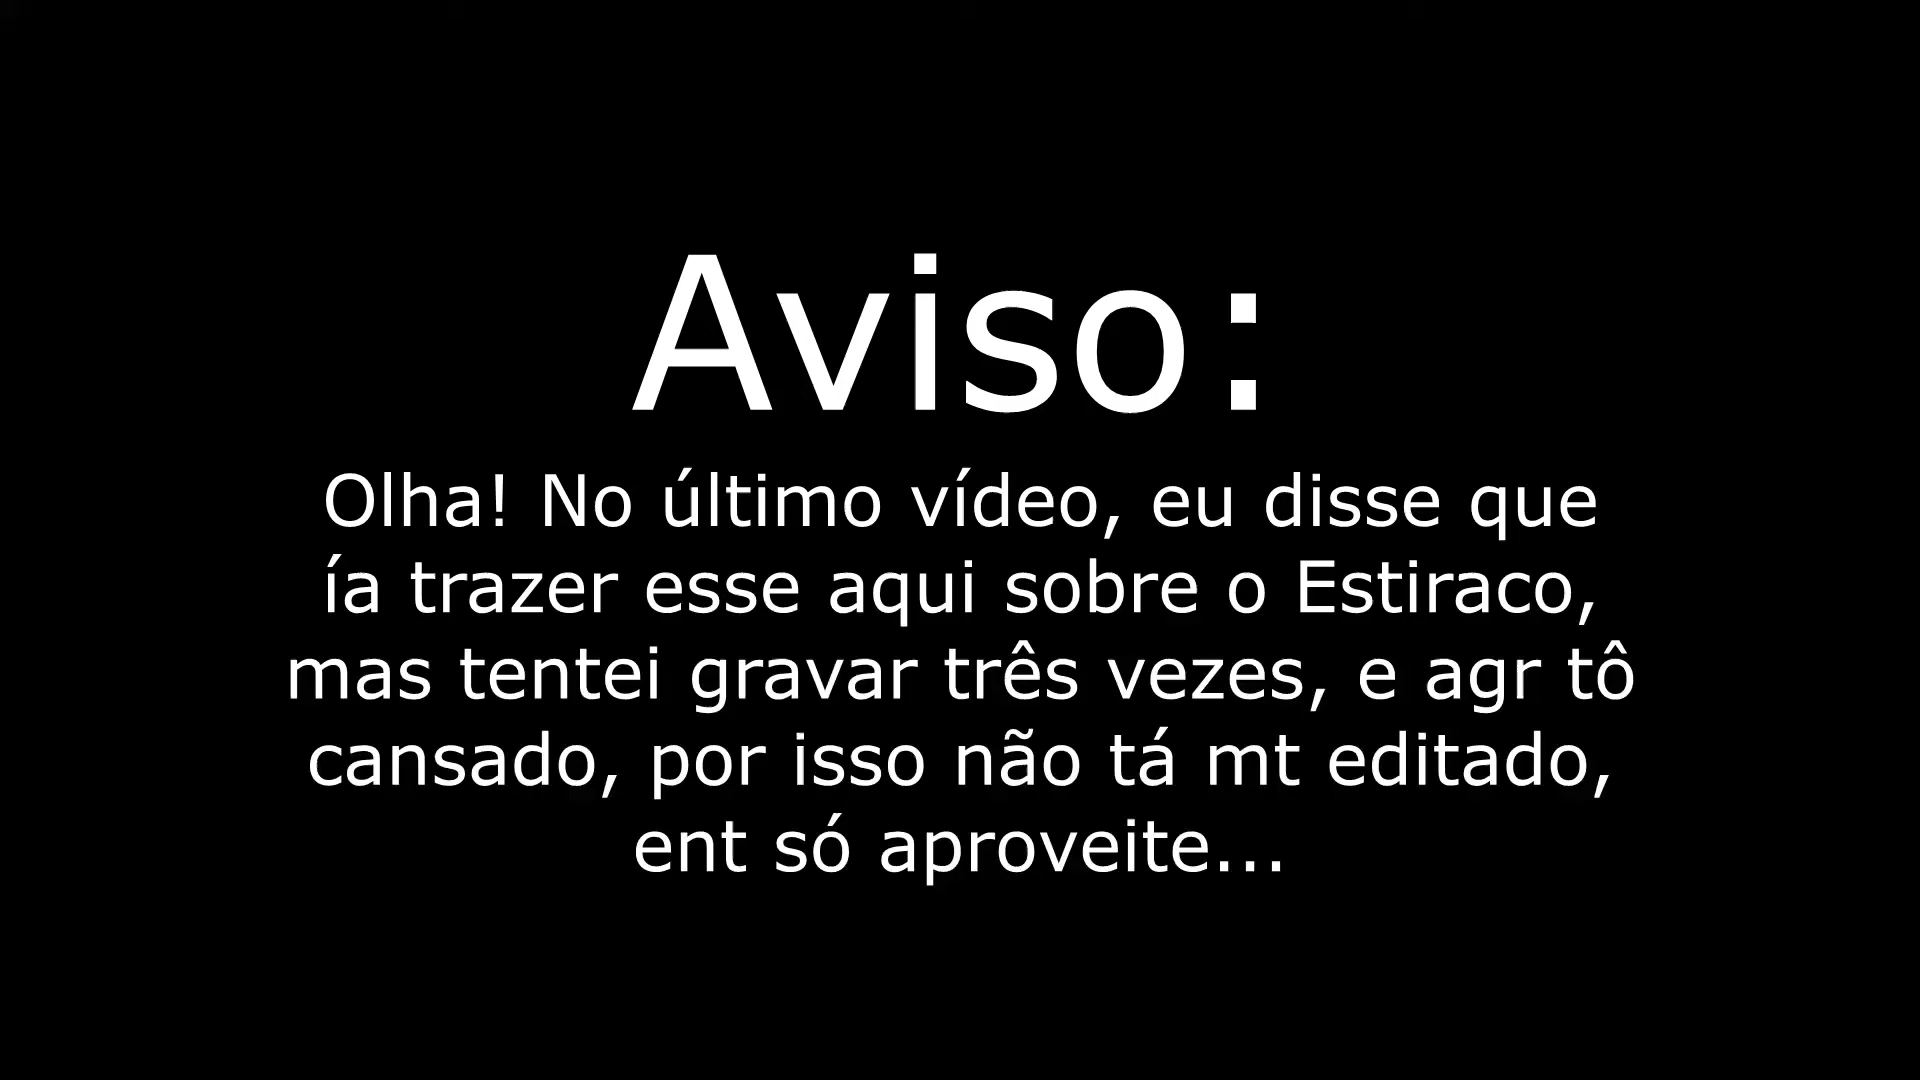 Aviso:
Olha! No último vídeo, eu disse que
ía trazer esse aqui sobre o Estiraco,
mas tentei gravar três vezes, e agr tô
cansado, por isso não tá mt editado,
ent só aproveite...